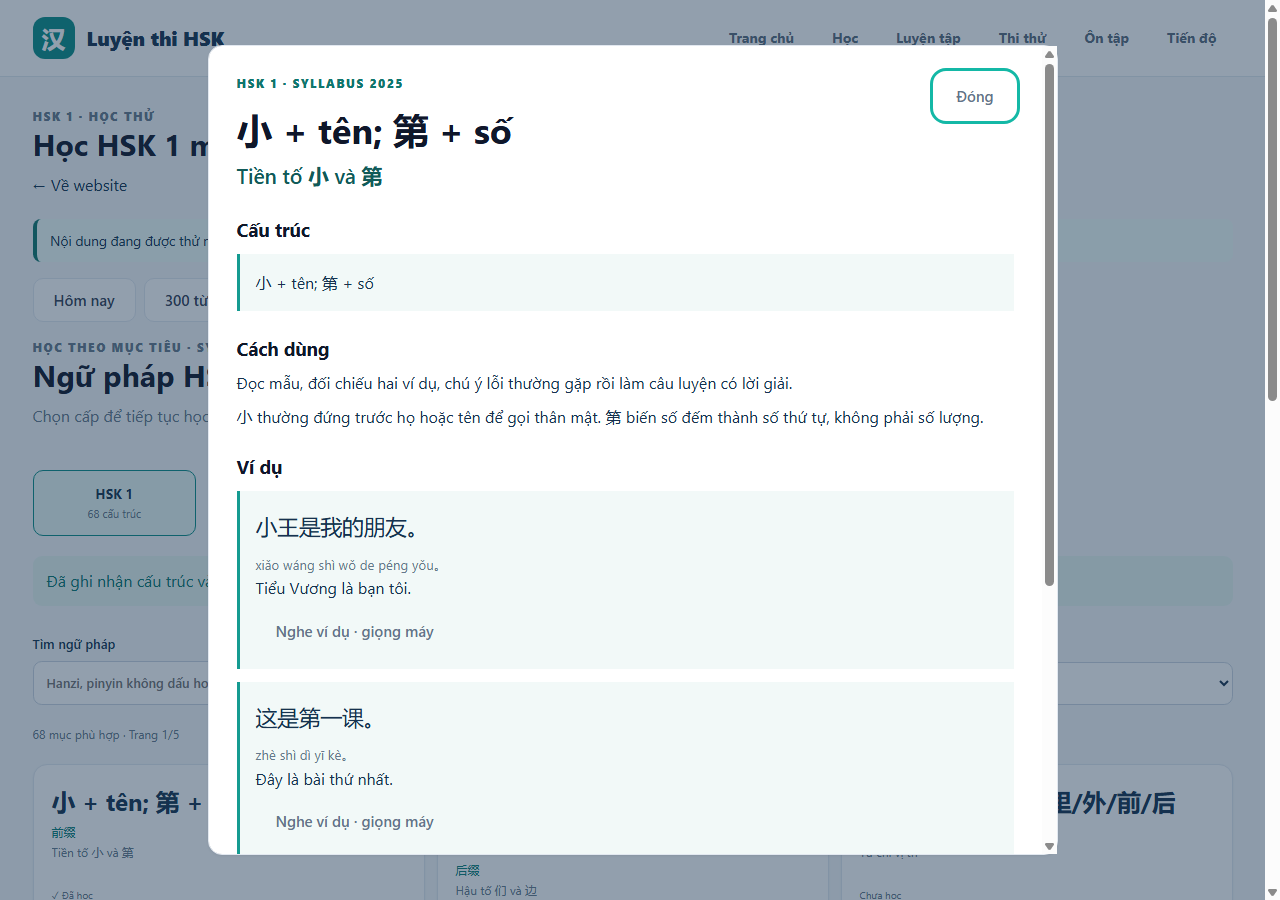 汉 Luyện thi HSK
Trang chủ Học Luyện tập Thi thử Ôn tập Tiến độ
HSK 1 · HỌC THỬ
Học HSK 1
← Về website
Nội dung đang được thử
Hôm nay
300 từ
HỌC THEO MỤC TIÊU ·
Ngữ pháp
Chọn cấp để tiếp tục học
HSK 1
68 cấu trúc
Đã ghi nhận cấu trúc
Tìm ngữ pháp
Hanzi, pinyin không dấu
68 mục phù hợp · Trang 1/5
小 + tên; 第 +
前缀
Tiền tố 小 và 第
✓ Đã học
后缀
Hậu tố 们 và 边
里/外/前/后
Chưa học
HSK 1 · SYLLABUS 2025
Đóng
小 + tên; 第 + số
Tiền tố 小 và 第
Cấu trúc
小 + tên; 第 + số
Cách dùng
Đọc mẫu, đối chiếu hai ví dụ, chú ý lỗi thường gặp rồi làm câu luyện có lời giải.
小 thường đứng trước họ hoặc tên để gọi thân mật. 第 biến số đếm thành số thứ tự, không phải số lượng.
Ví dụ
小王是我的朋友。
xiǎo wáng shì wǒ de péng yǒu。
Tiểu Vương là bạn tôi.
Nghe ví dụ · giọng máy
这是第一课。
zhè shì dì yī kè。
Đây là bài thứ nhất.
Nghe ví dụ · giọng máy